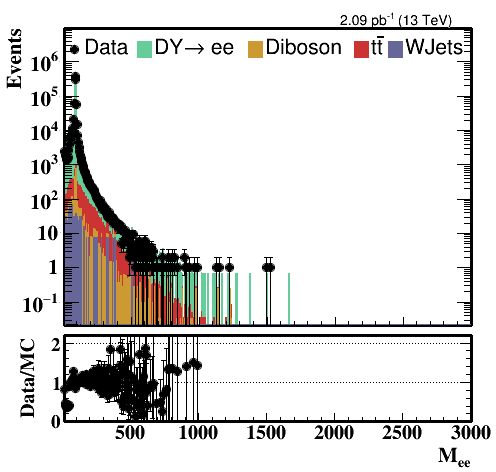 2.09 pb⁻¹ (13 TeV)
Events
Data DY→ ee Diboson tt̄ WJets
10⁶
10⁵
10⁴
10³
10²
10
1
10⁻¹
Data/MC
2
1
0
500 1000 1500 2000 2500 3000
Mₑₑ